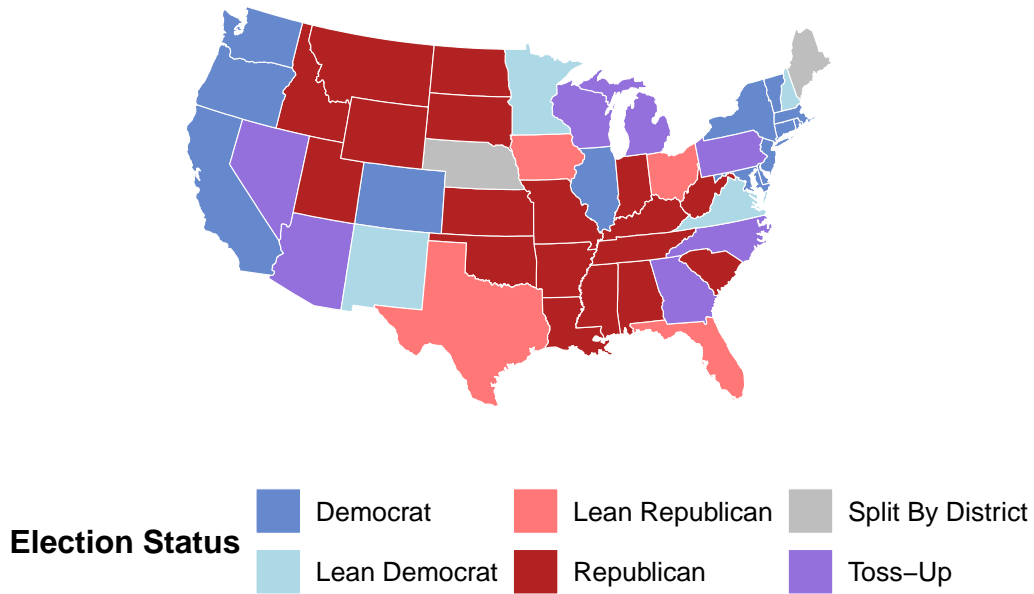 Election Status
Democrat
Lean Democrat
Lean Republican
Republican
Split By District
Toss−Up